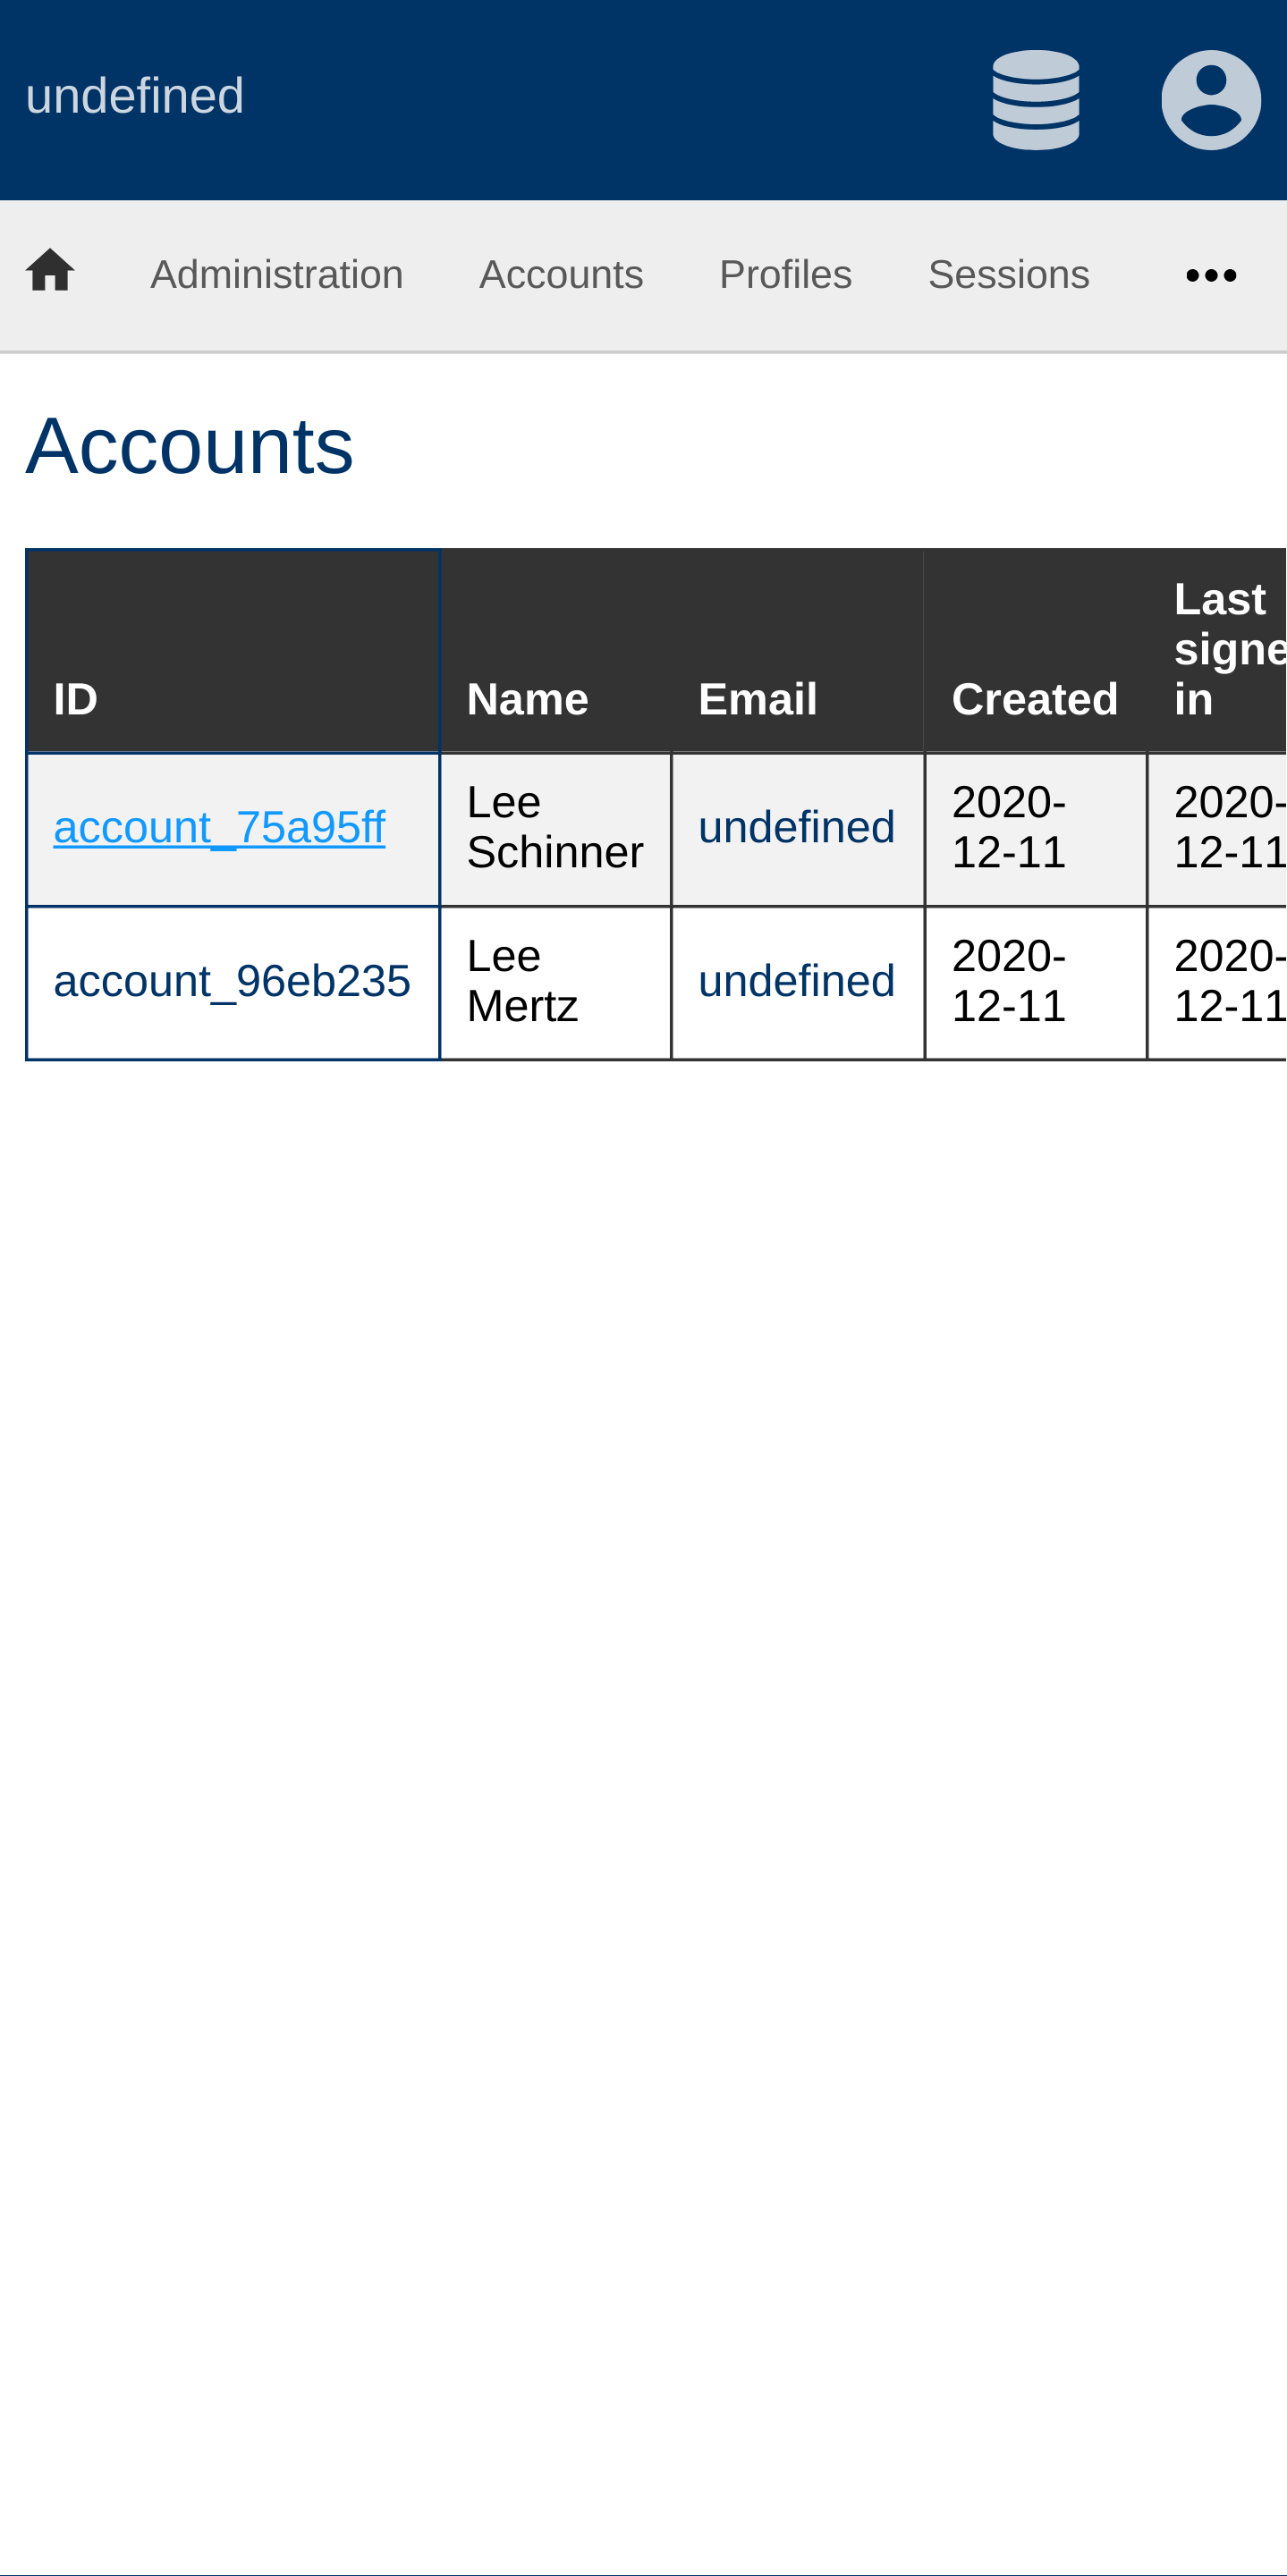 undefined
Administration Accounts Profiles Sessions
Accounts
ID Name Email Created Last signe in
account_75a95ff Lee Schinner undefined 2020-12-11 2020-12-11
account_96eb235 Lee Mertz undefined 2020-12-11 2020-12-11